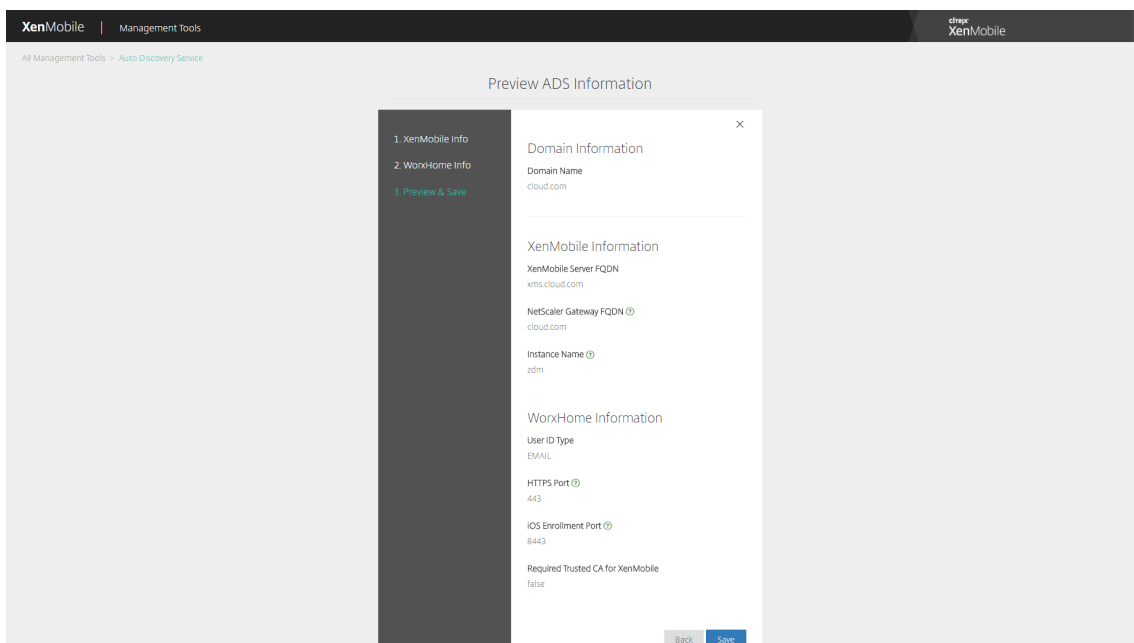 XenMobile | Management Tools
citrix
XenMobile
All Management Tools > Auto Discovery Service
Preview ADS Information
1. XenMobile Info
2. WorxHome Info
3. Preview & Save
×
Domain Information
Domain Name
cloud.com
XenMobile Information
XenMobile Server FQDN
xms.cloud.com
NetScaler Gateway FQDN ?
cloud.com
Instance Name ?
zdm
WorxHome Information
User ID Type
EMAIL
HTTPS Port ?
443
iOS Enrollment Port ?
8443
Required Trusted CA for XenMobile
false
Back Save